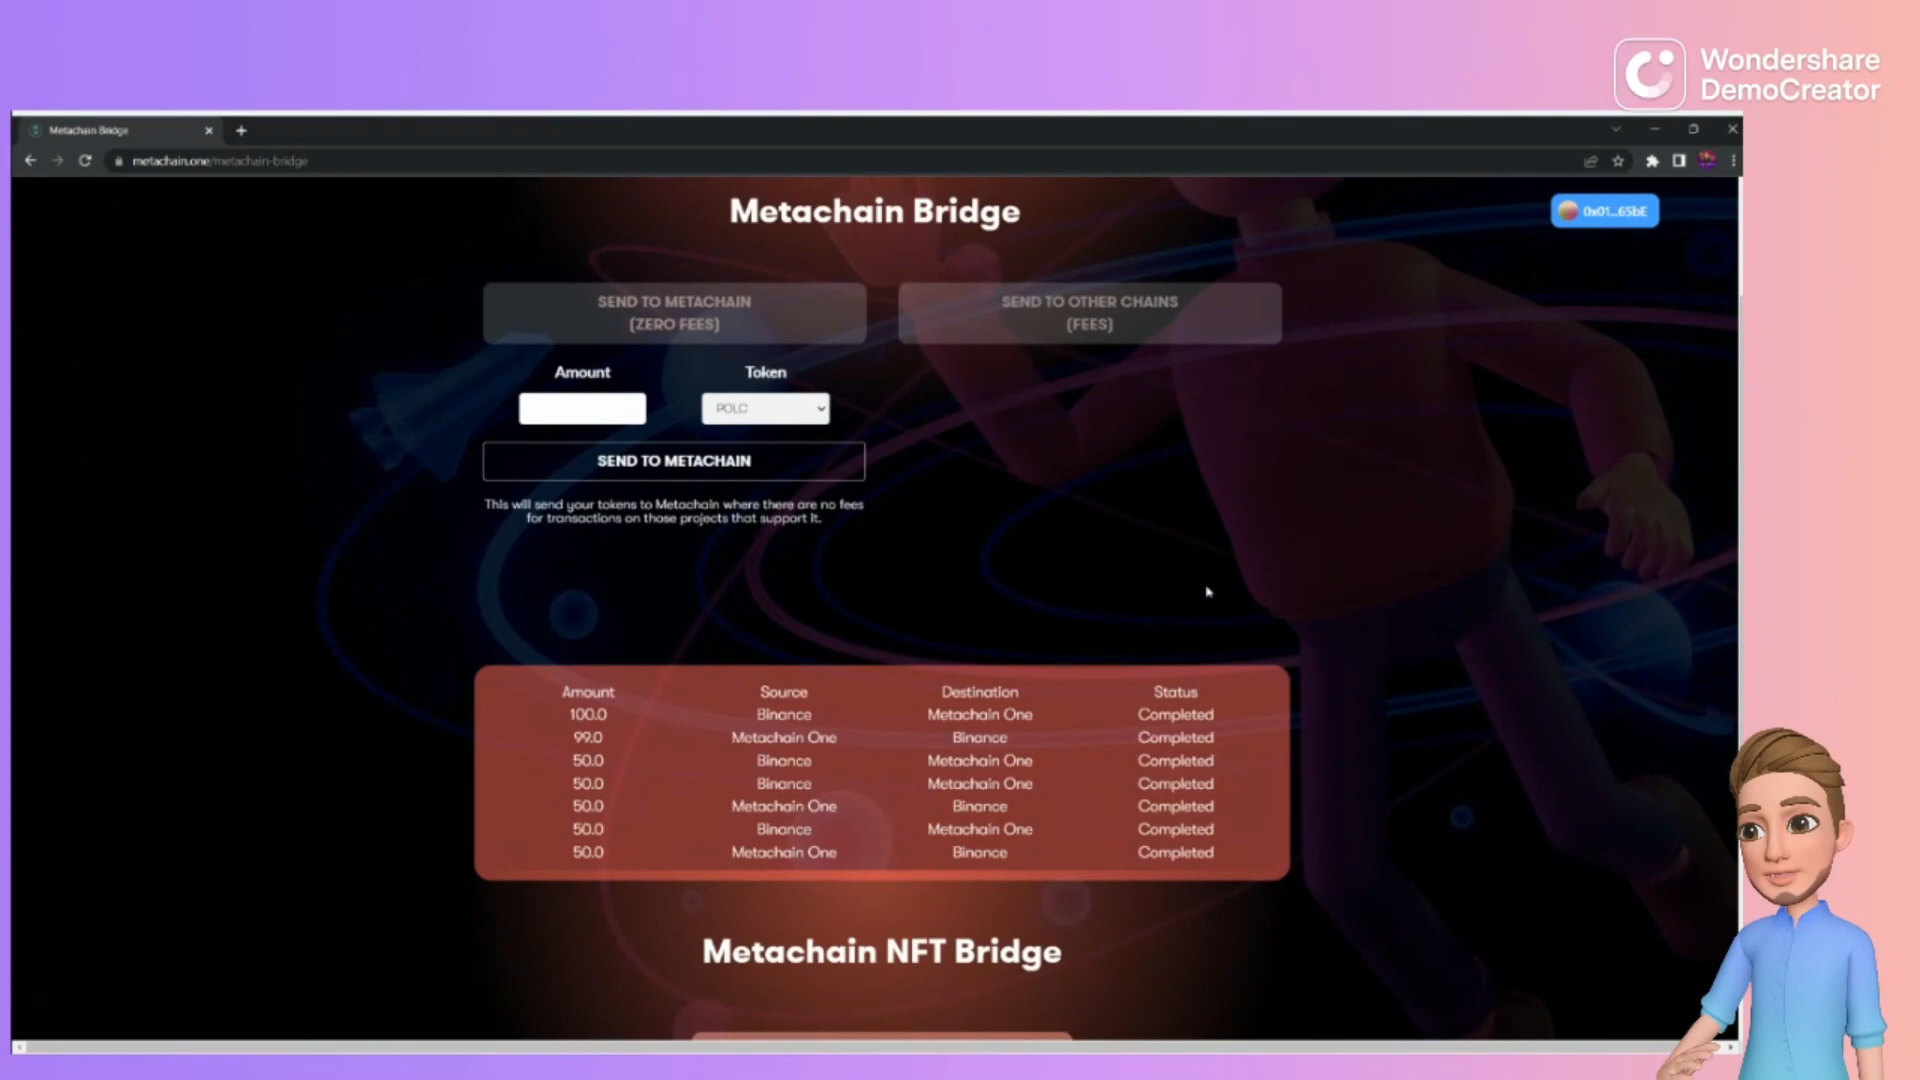 Wondershare
DemoCreator
Metachain Bridge
metachain.one/metachain-bridge
Metachain Bridge
0x01...65bE
SEND TO METACHAIN
(ZERO FEES)
SEND TO OTHER CHAINS
(FEES)
Amount Token
POLC
SEND TO METACHAIN
This will send your tokens to Metachain where there are no fees
for transactions on those projects that support it.
Amount Source Destination Status
100.0 Binance Metachain One Completed
99.0 Metachain One Binance Completed
50.0 Binance Metachain One Completed
50.0 Binance Metachain One Completed
50.0 Metachain One Binance Completed
50.0 Binance Metachain One Completed
50.0 Metachain One Binance Completed
Metachain NFT Bridge